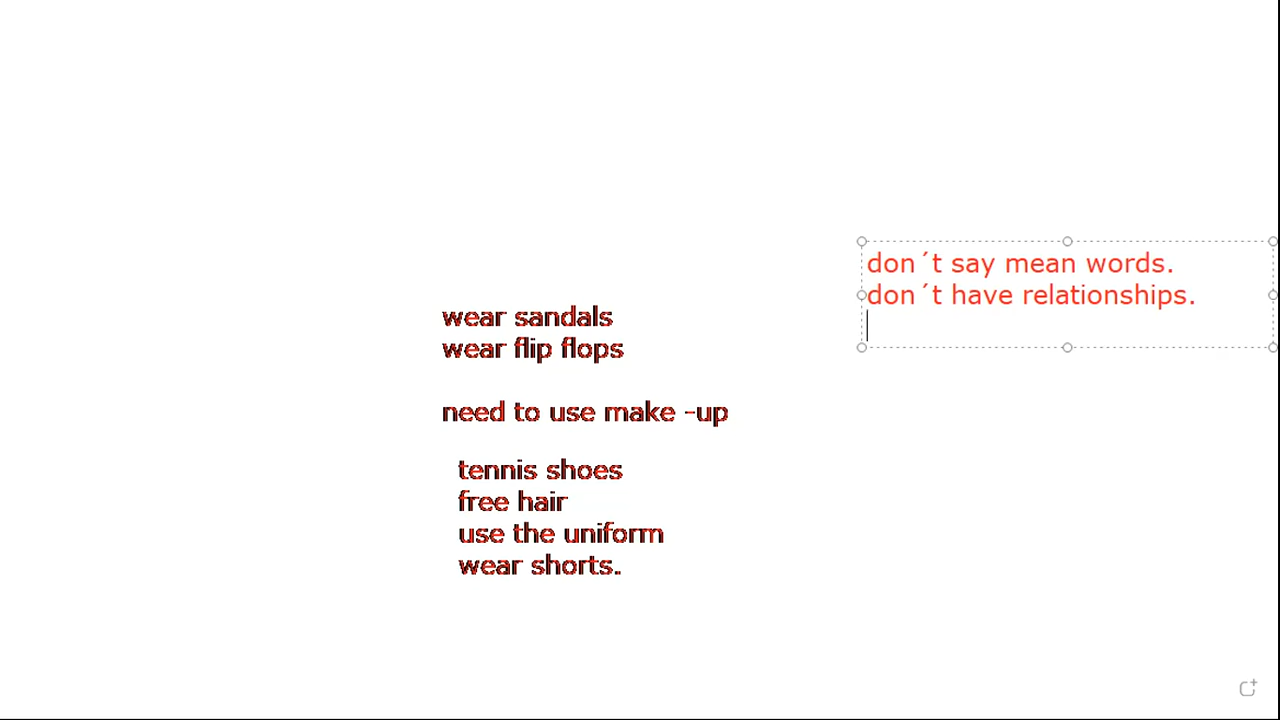 wear sandals
wear flip flops
need to use make -up
tennis shoes
free hair
use the uniform
wear shorts.
don´t say mean words.
don´t have relationships.